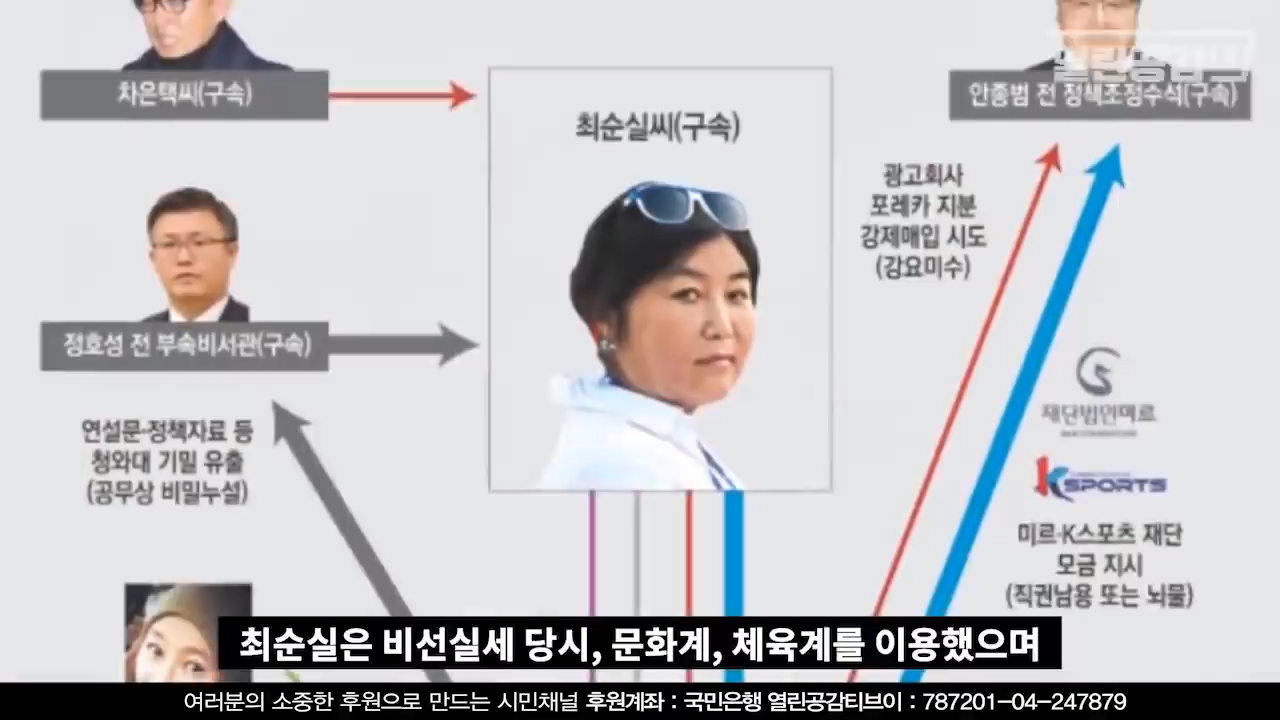 열린공감TV
차은택씨(구속)
최순실씨(구속)
안종범 전 정책조정수석(구속)
광고회사
포레카 지분
강제매입 시도
(강요미수)
정호성 전 부속비서관(구속)
연설문·정책자료 등
청와대 기밀 유출
(공무상 비밀누설)
재단법인미르
K SPORTS
미르·K스포츠 재단
모금 지시
(직권남용 또는 뇌물)
최순실은 비선실세 당시, 문화계, 체육계를 이용했으며
여러분의 소중한 후원으로 만드는 시민채널 후원계좌 : 국민은행 열린공감티브이 : 787201-04-247879